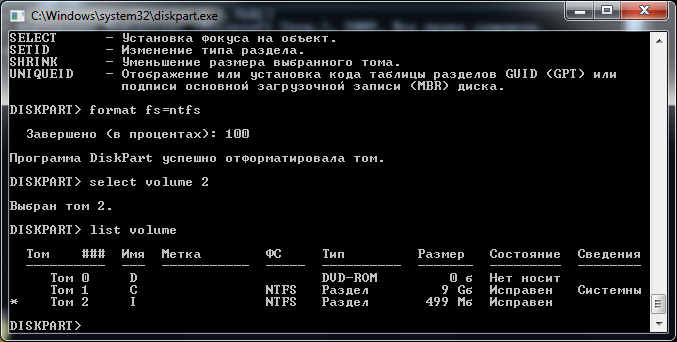 C:\Windows\system32\diskpart.exe
SELECT - Установка фокуса на объект.
SETID - Изменение типа раздела.
SHRINK - Уменьшение размера выбранного тома.
UNIQUEID - Отображение или установка кода таблицы разделов GUID (GPT) или
подписи основной загрузочной записи (MBR) диска.
DISKPART> format fs=ntfs
Завершено (в процентах): 100
Программа DiskPart успешно отформатировала том.
DISKPART> select volume 2
Выбран том 2.
DISKPART> list volume
Том ### Имя Метка ФС Тип Размер Состояние Сведения
---------- --- ----------- ----- ---------- ------- --------- --------
Том 0 D DVD-ROM 0 б Нет носит
Том 1 C NTFS Раздел 9 Gб Исправен Системны
* Том 2 I NTFS Раздел 499 Mб Исправен
DISKPART>